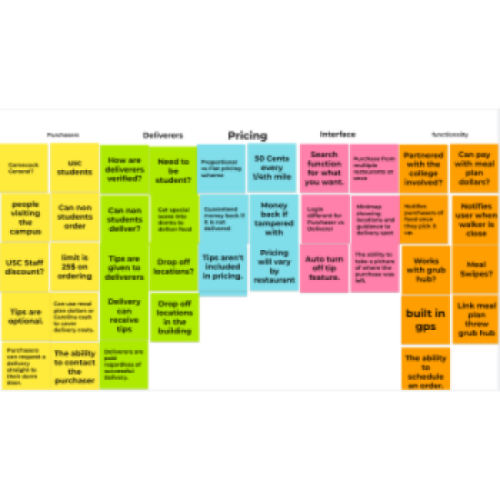 Purchasers
Deliverers
Pricing
Interface
functionality
Gamecock
General?
usc
students
people
visiting
the
campus
Can non
students
order
USC Staff
discount?
limit is
25$ on
ordering
Tips are
optional.
Can use meal
plan dollars or
Carolina cash
to cover
delivery costs.
Purchasers
can request a
delivery
straight to
their dorm
door.
The ability
to contact
the
purchaser
How are
deliverers
verified?
Need to
be
student?
Can non
students
deliver?
Get special
access into
dorms to
deliver food
Tips are
given to
deliverers
Drop off
locations?
Delivery
can
receive
tips
Drop off
locations
in the
building
Deliverers are
paid
regardless of
successful
delivery.
Proportional
vs Flat pricing
scheme
50 Cents
every
1/4th mile
Guaranteed
money back if
it is not
delivered
Money
back if
tampered
with
Tips aren't
included
in pricing.
Pricing
will vary
by
restaurant
Search
function
for what
you want.
Purchase from
multiple
restaurants at
once
Login
different for
Purchaser vs
Deliverer
Minimap
showing
locations and
guidance to
delivery spot
Auto turn
off tip
feature.
The ability to
take a picture
of where the
purchase was
left.
Partnered
with the
college
involved?
Can pay
with meal
plan
dollars?
Notifies
purchasers of
food once
they pick it
up.
Notifies
user when
walker is
close
Works
with grub
hub?
Meal
Swipes?
built in
gps
Link meal
plan
threw grub
hub
The ability
to
schedule
an order.